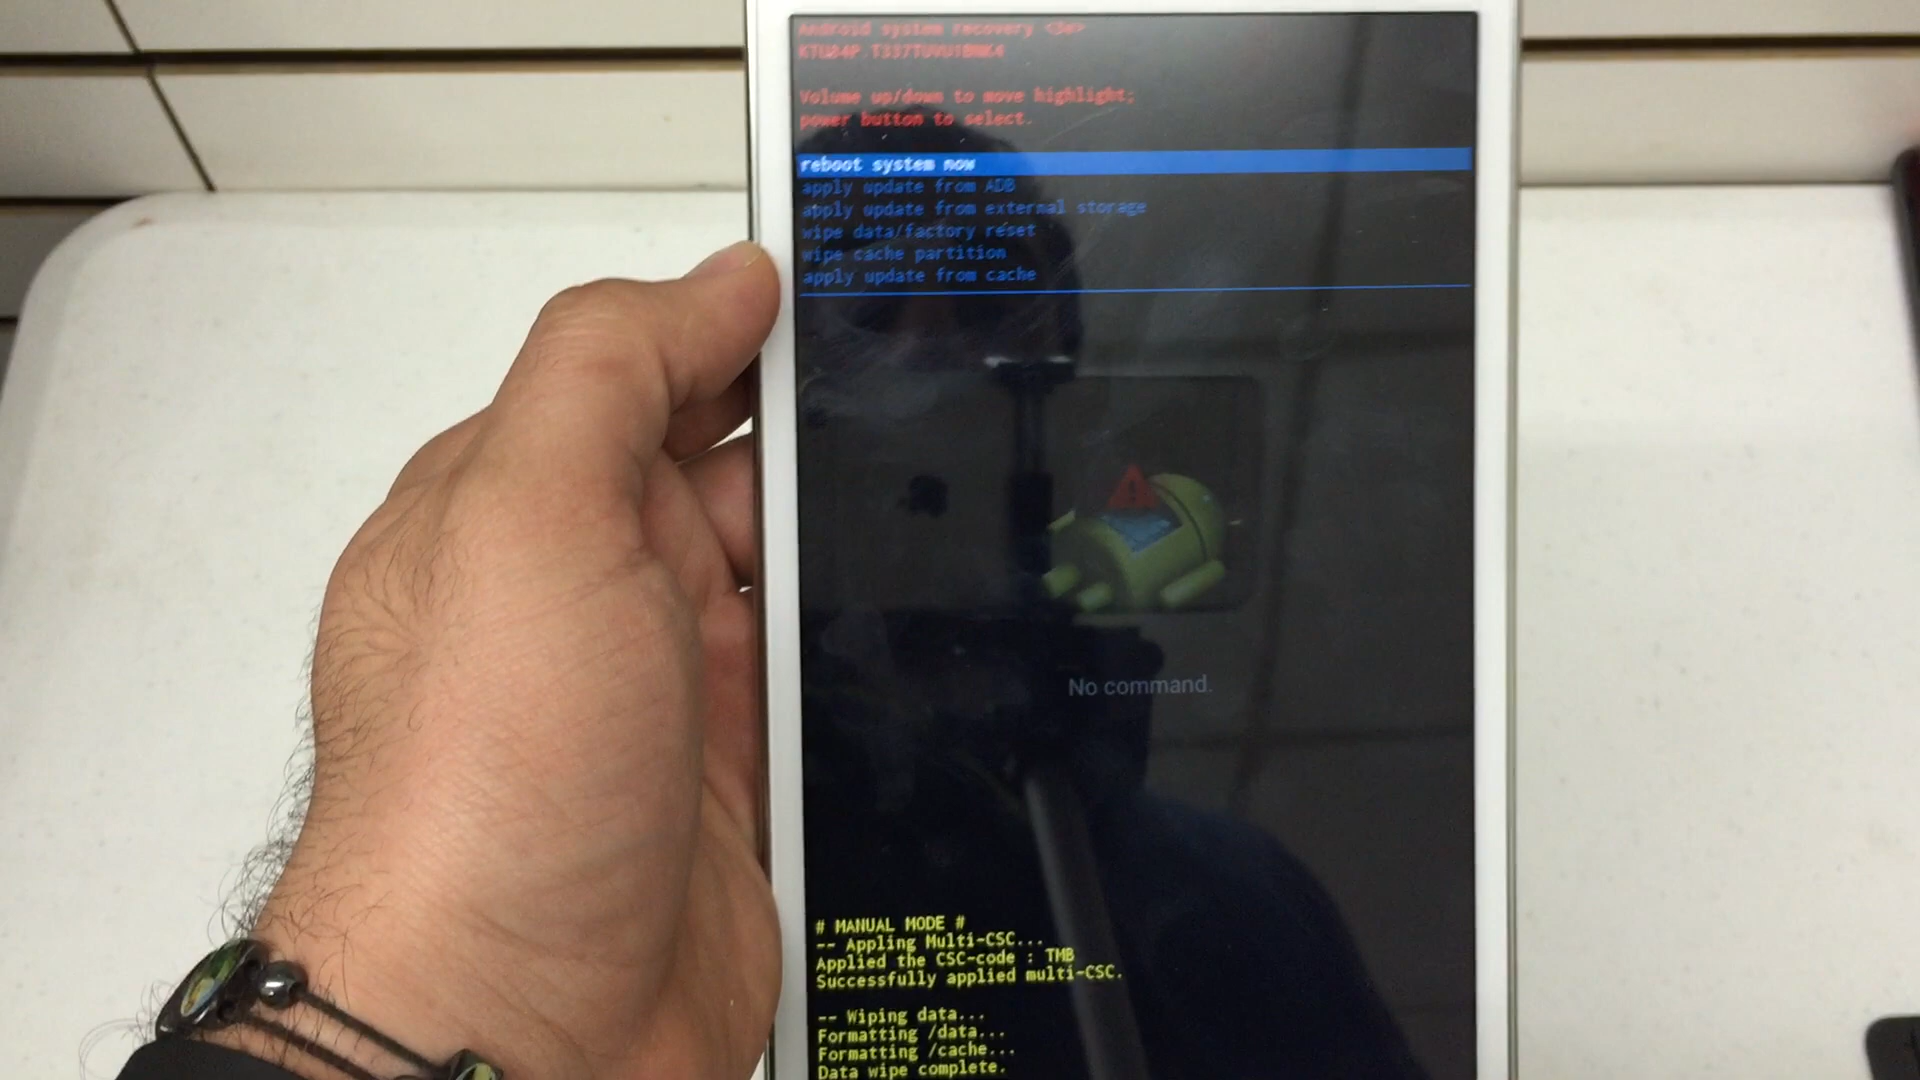 Android system recovery <3e>
KTU84P.T337TUVU1BNK4
Volume up/down to move highlight;
power button to select.
reboot system now
apply update from ADB
apply update from external storage
wipe data/factory reset
wipe cache partition
apply update from cache
No command.
# MANUAL MODE #
-- Appling Multi-CSC...
Applied the CSC-code : TMB
Successfully applied multi-CSC.
-- Wiping data...
Formatting /data...
Formatting /cache...
Data wipe complete.